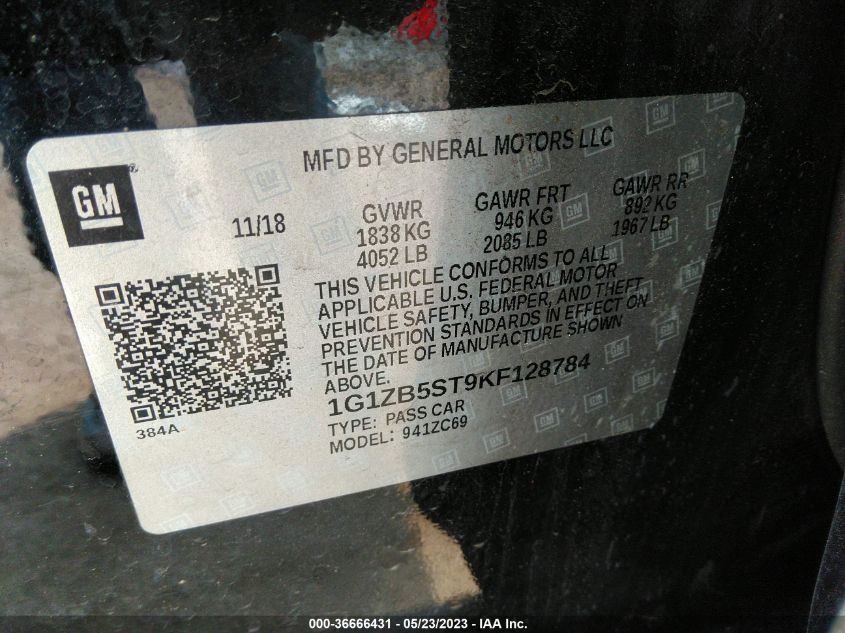 MFD BY GENERAL MOTORS LLC
GM
11/18
GVWR
1838 KG
4052 LB
GAWR FRT
946 KG
2085 LB
GAWR RR
892 KG
1967 LB
THIS VEHICLE CONFORMS TO ALL
APPLICABLE U.S. FEDERAL MOTOR
VEHICLE SAFETY, BUMPER, AND THEFT
PREVENTION STANDARDS IN EFFECT ON
THE DATE OF MANUFACTURE SHOWN
ABOVE.
1G1ZB5ST9KF128784
TYPE: PASS CAR
MODEL: 941ZC69
384A
000-36666431 - 05/23/2023 - IAA Inc.